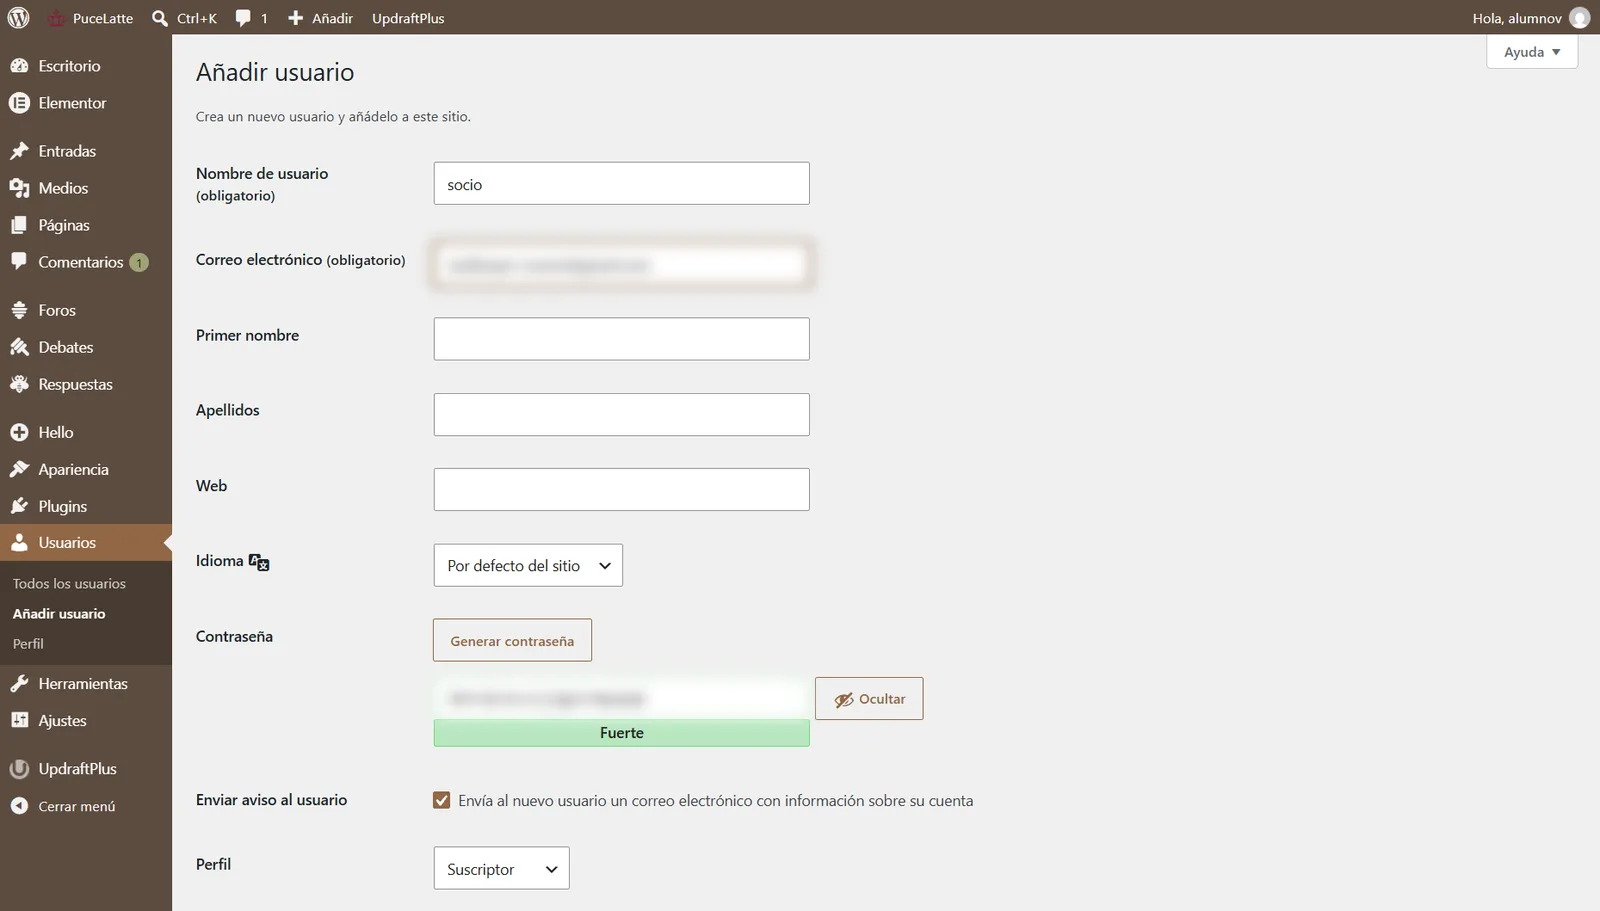 PuceLatte
Ctrl+K
1
Añadir
UpdraftPlus
Hola, alumnov
Ayuda
Escritorio
Elementor
Entradas
Medios
Páginas
Comentarios 1
Foros
Debates
Respuestas
Hello
Apariencia
Plugins
Usuarios
Todos los usuarios
Añadir usuario
Perfil
Herramientas
Ajustes
UpdraftPlus
Cerrar menú
Añadir usuario
Crea un nuevo usuario y añádelo a este sitio.
Nombre de usuario
(obligatorio)
socio
Correo electrónico (obligatorio)
Primer nombre
Apellidos
Web
Idioma
Por defecto del sitio
Contraseña
Generar contraseña
Ocultar
Fuerte
Enviar aviso al usuario
Envía al nuevo usuario un correo electrónico con información sobre su cuenta
Perfil
Suscriptor